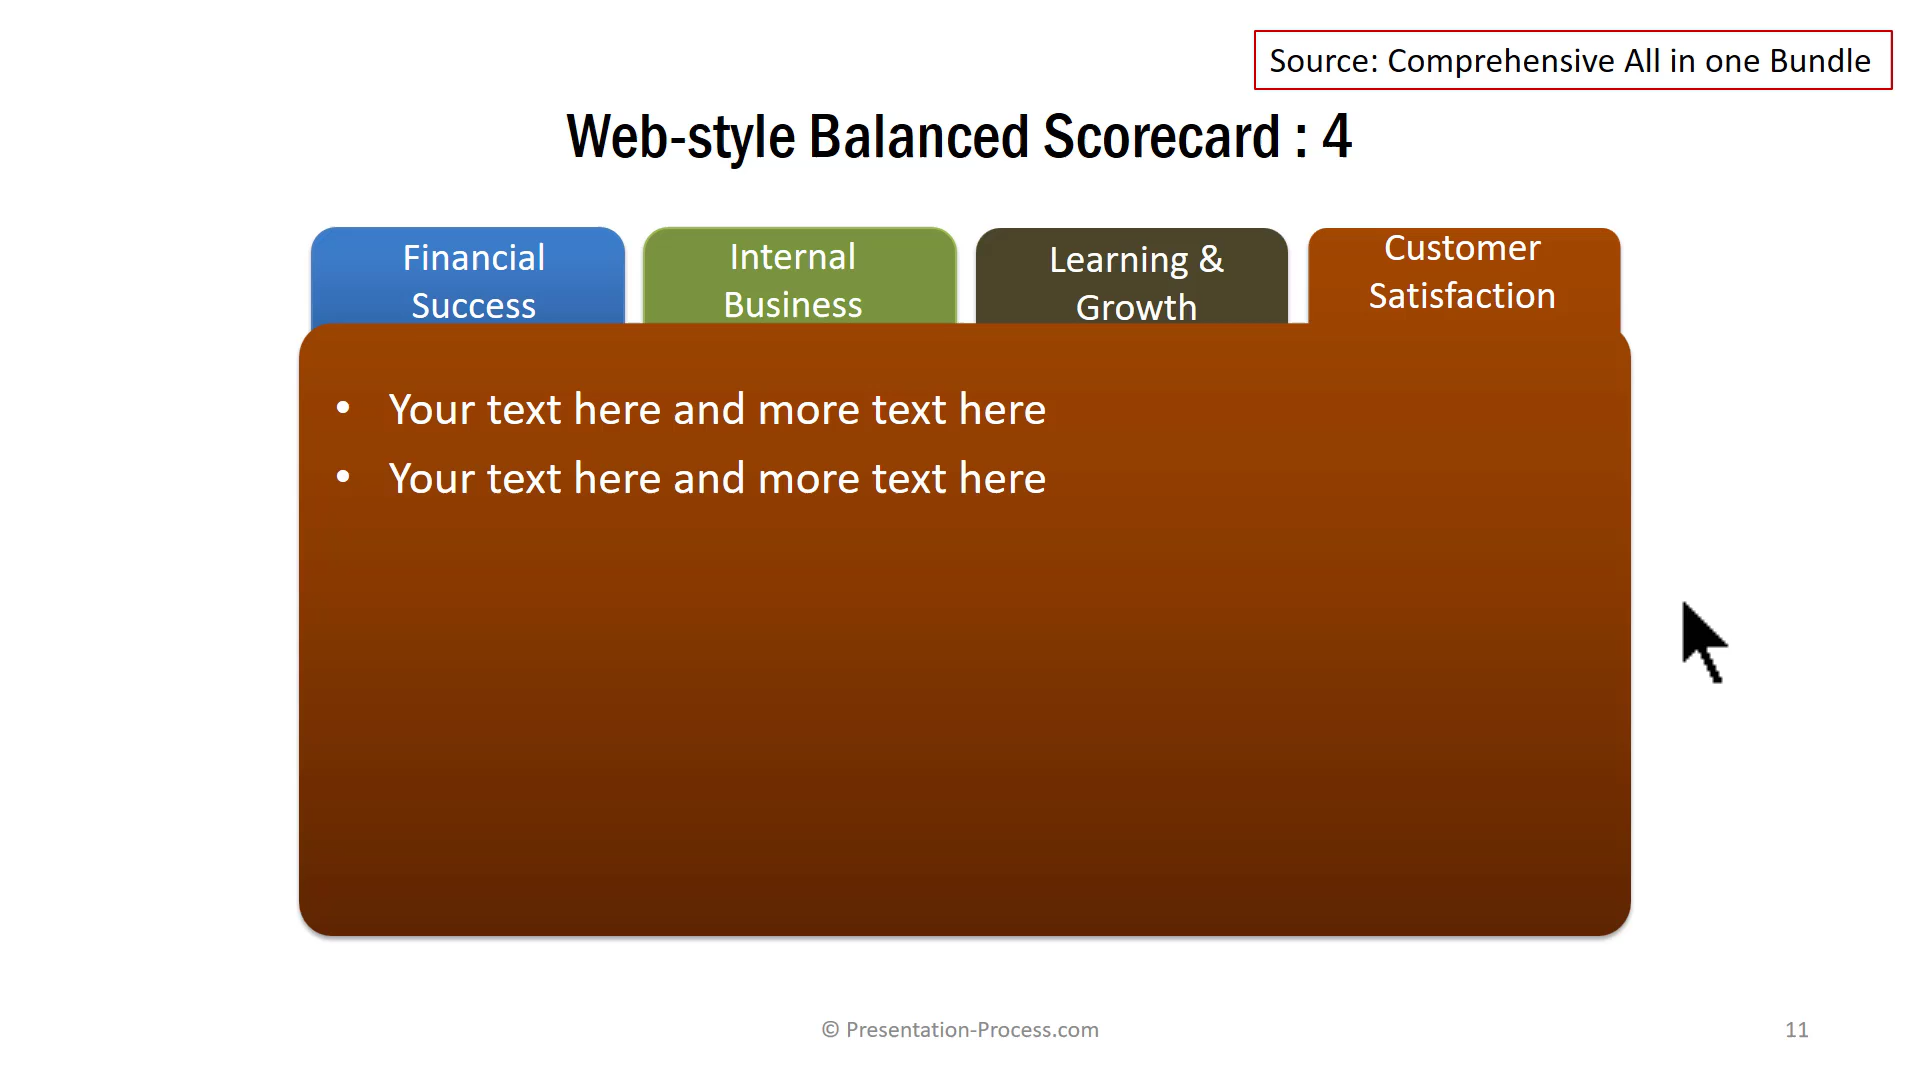 Source: Comprehensive All in one Bundle
Web-style Balanced Scorecard : 4
Financial
Success
Internal
Business
Learning &
Growth
Customer
Satisfaction
• Your text here and more text here
• Your text here and more text here
© Presentation-Process.com
11